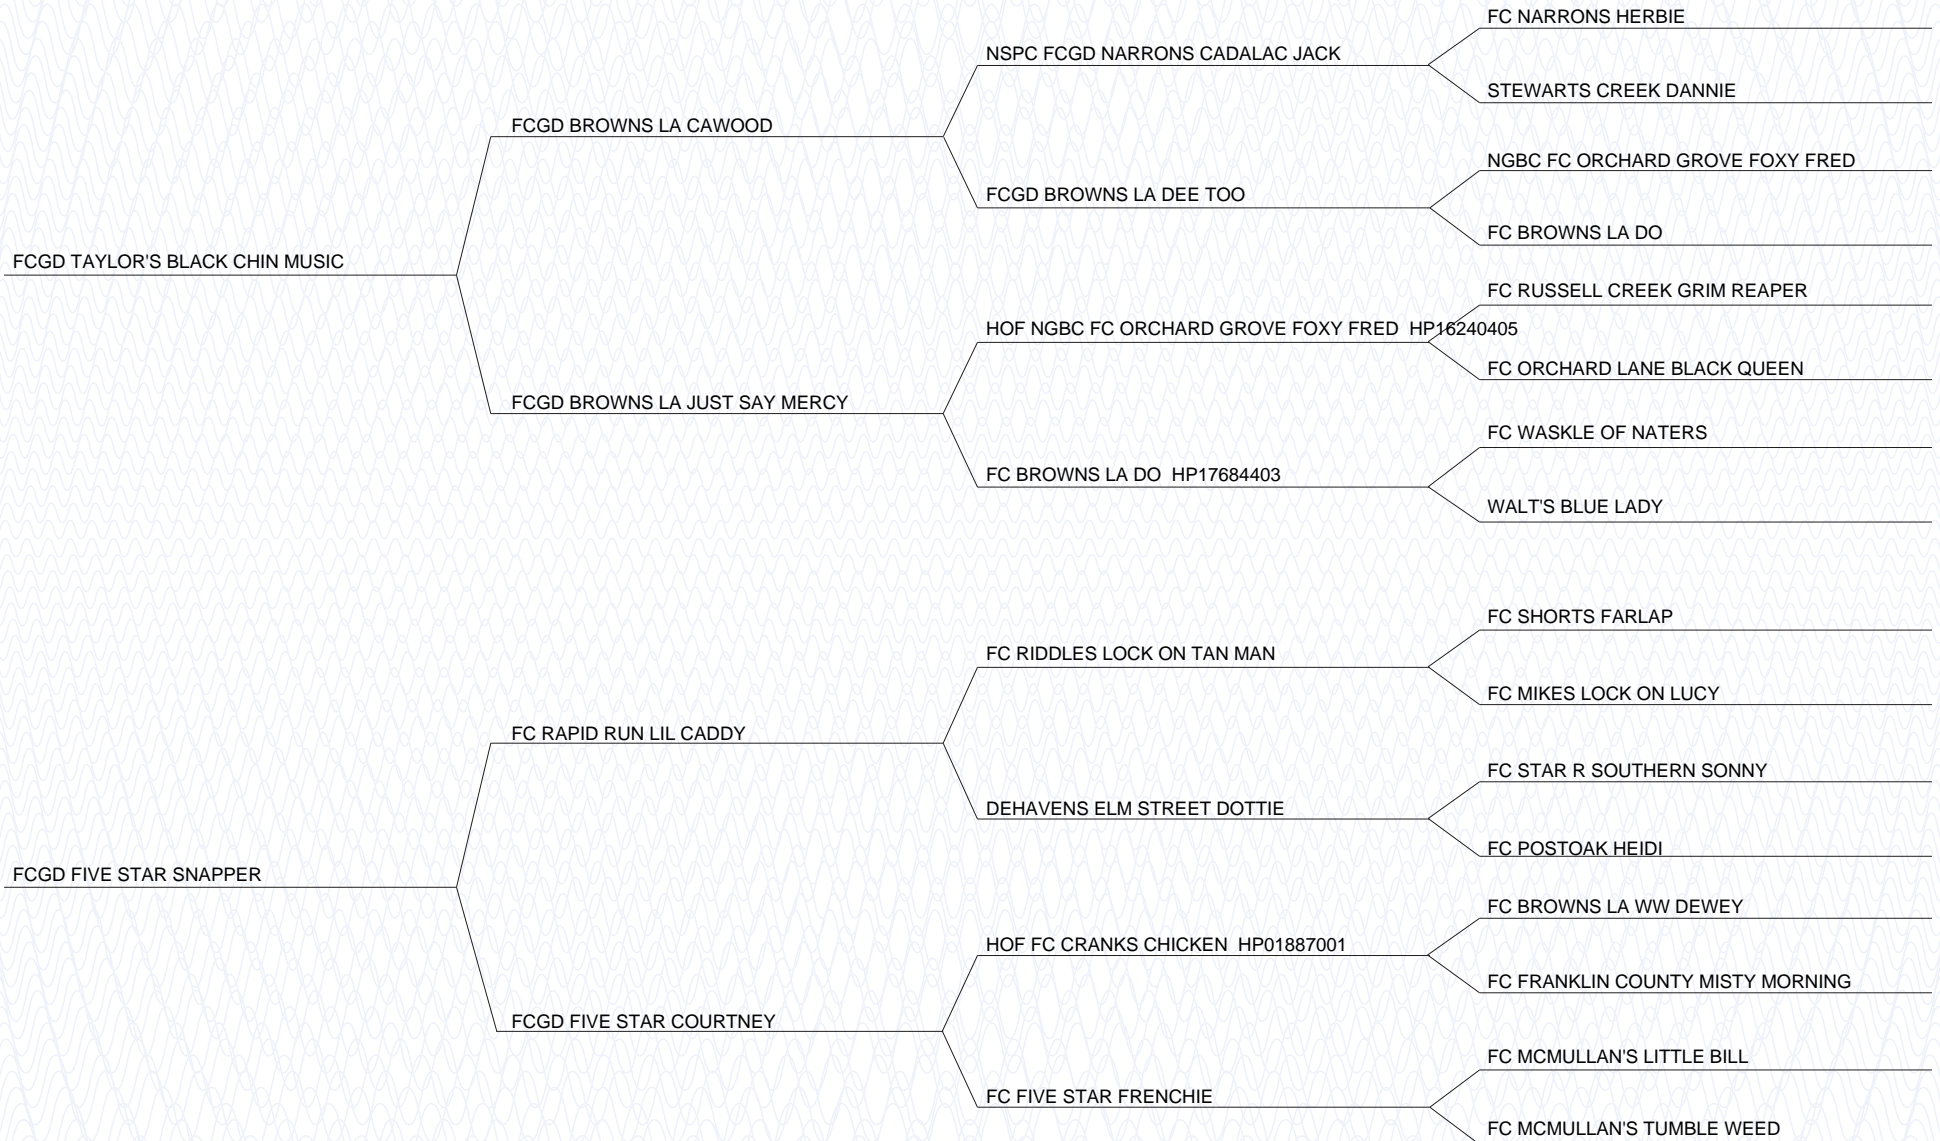 FC NARRONS HERBIE
NSPC FCGD NARRONS CADALAC JACK
STEWARTS CREEK DANNIE
FCGD BROWNS LA CAWOOD
NGBC FC ORCHARD GROVE FOXY FRED
FCGD BROWNS LA DEE TOO
FC BROWNS LA DO
FCGD TAYLOR'S BLACK CHIN MUSIC
FC RUSSELL CREEK GRIM REAPER
HOF NGBC FC ORCHARD GROVE FOXY FRED HP16240405
FC ORCHARD LANE BLACK QUEEN
FCGD BROWNS LA JUST SAY MERCY
FC WASKLE OF NATERS
FC BROWNS LA DO HP17684403
WALT'S BLUE LADY
FC SHORTS FARLAP
FC RIDDLES LOCK ON TAN MAN
FC MIKES LOCK ON LUCY
FC RAPID RUN LIL CADDY
FC STAR R SOUTHERN SONNY
DEHAVENS ELM STREET DOTTIE
FC POSTOAK HEIDI
FCGD FIVE STAR SNAPPER
FC BROWNS LA WW DEWEY
HOF FC CRANKS CHICKEN HP01887001
FC FRANKLIN COUNTY MISTY MORNING
FCGD FIVE STAR COURTNEY
FC MCMULLAN'S LITTLE BILL
FC FIVE STAR FRENCHIE
FC MCMULLAN'S TUMBLE WEED